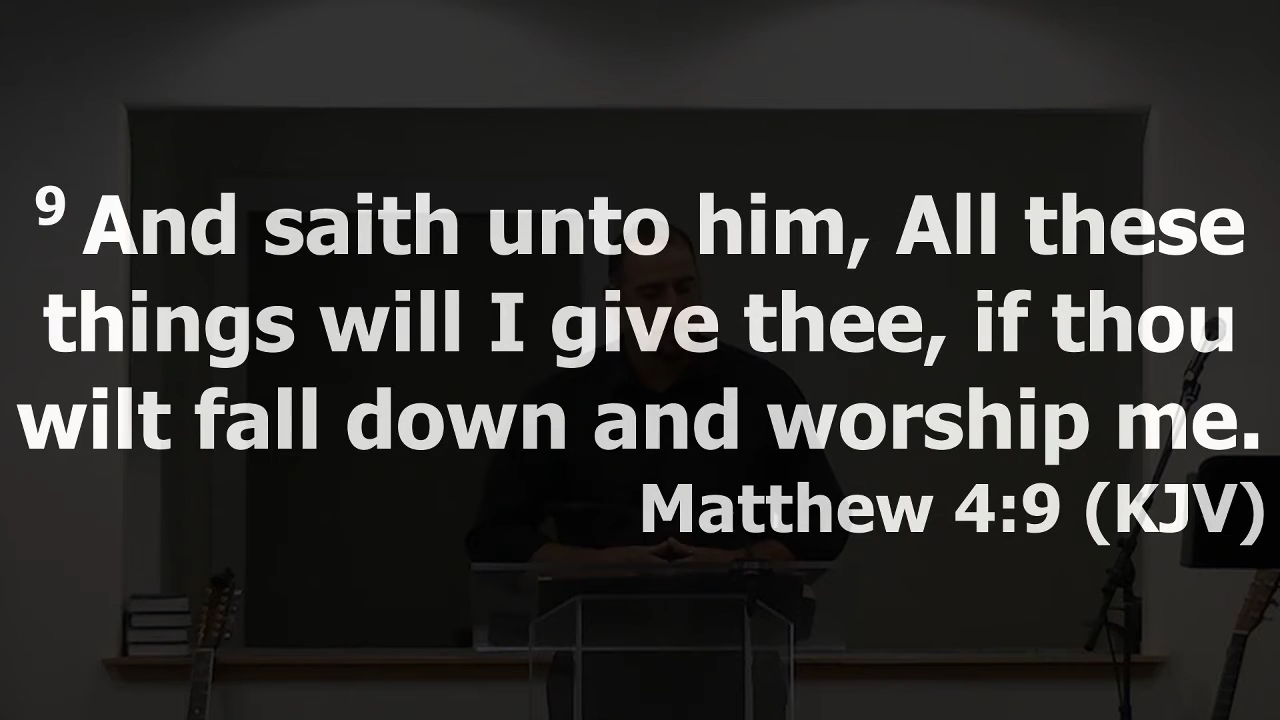 9 And saith unto him, All these
things will I give thee, if thou
wilt fall down and worship me.
Matthew 4:9 (KJV)